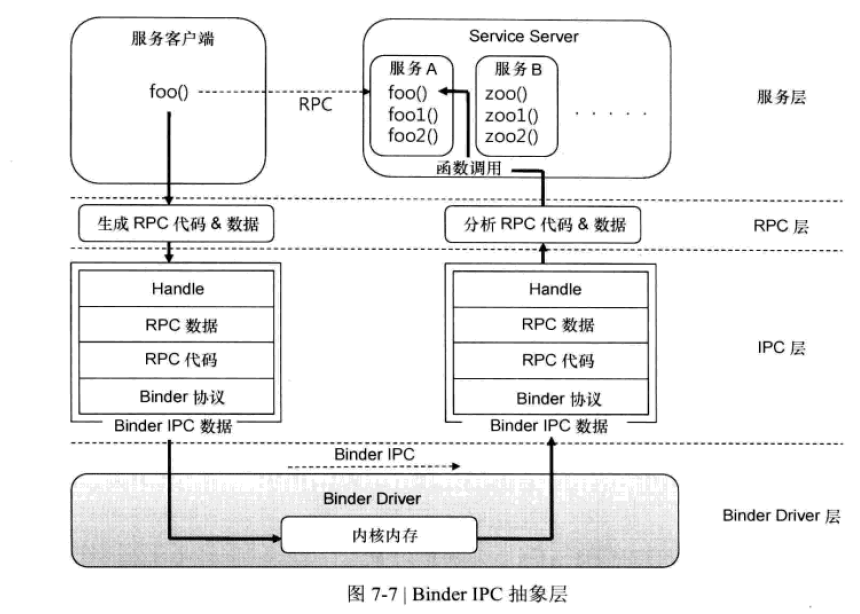 服务客户端
Service Server
服务A
服务B
foo()
RPC
foo()
foo1()
foo2()
zoo()
zoo1()
zoo2()
. . . . . .
服务层
函数调用
生成 RPC 代码 & 数据
分析 RPC 代码 & 数据
RPC 层
Handle
RPC 数据
RPC 代码
Binder 协议
Binder IPC 数据
Handle
RPC 数据
RPC 代码
Binder 协议
Binder IPC 数据
IPC 层
Binder IPC
Binder Driver
内核内存
Binder Driver 层
图 7-7 | Binder IPC 抽象层